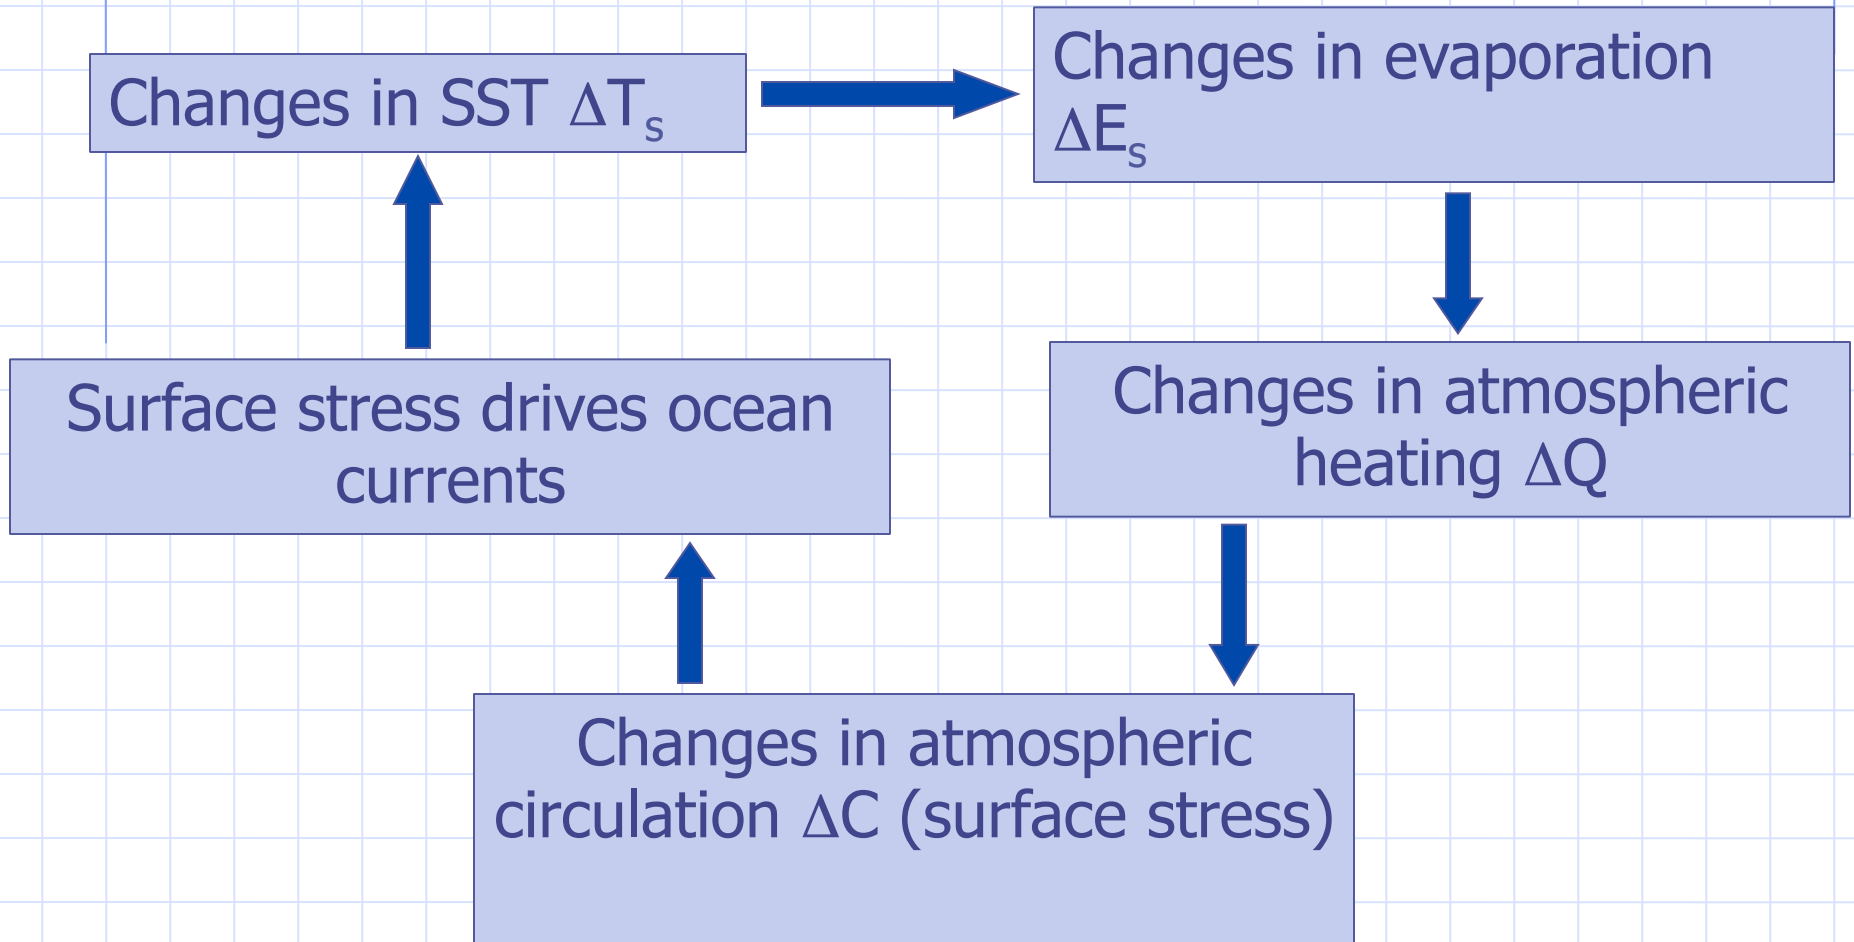 Changes in SST ΔTₛ
Changes in evaporation
ΔEₛ
Surface stress drives ocean
currents
Changes in atmospheric
heating ΔQ
Changes in atmospheric
circulation ΔC (surface stress)